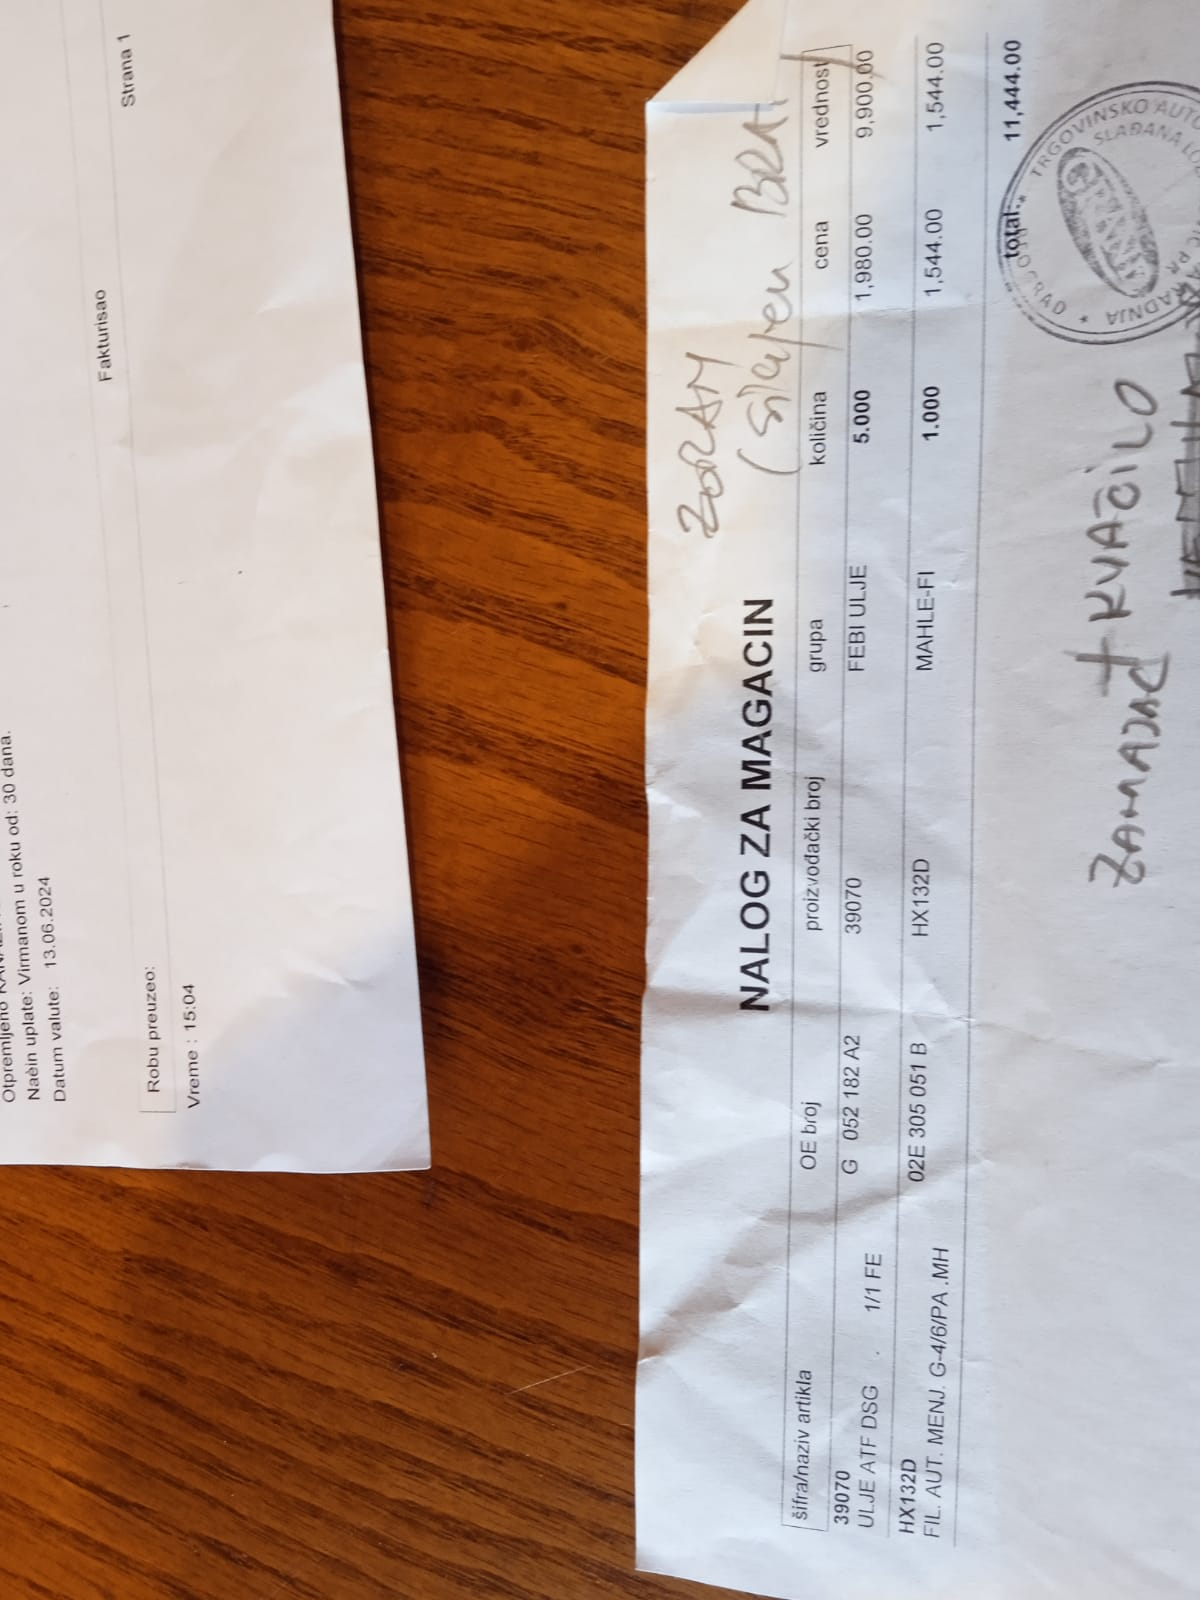 Način uplate: Virmanom u roku od: 30 dana.
Datum valute: 13.06.2024
Fakturisao
Robu preuzeo:
Strana 1
Vreme : 15:04
ZORAN
NALOG ZA MAGACIN
šifra/naziv artikla OE broj proizvođački broj grupa količina cena vrednost
39070 G 052 182 A2 39070 FEBI ULJE 5.000 1,980.00 9,900.00
ULJE ATF DSG . 1/1 FE
HX132D 02E 305 051 B HX132D MAHLE-FI 1.000 1,544.00 1,544.00
FIL. AUT. MENJ. G-4/6/PA .MH
total: 11,444.00
TRGOVINSKO AUTO
SLAĐANA
ZAMAJAC + KVAČILO